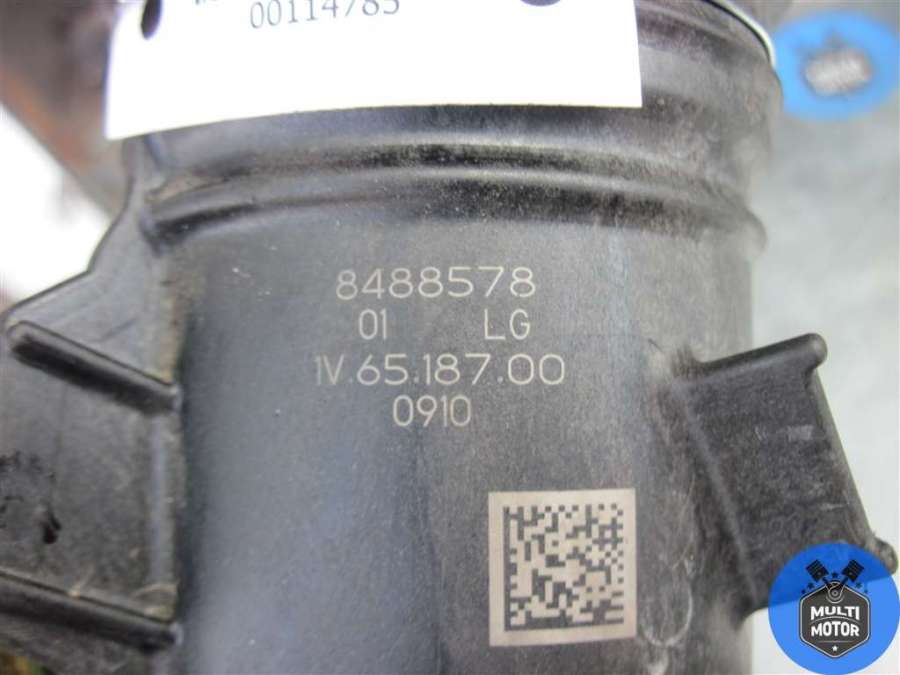 00114785
8488578
01 LG
1V.65.187.00
0910
MULTI
MOTOR